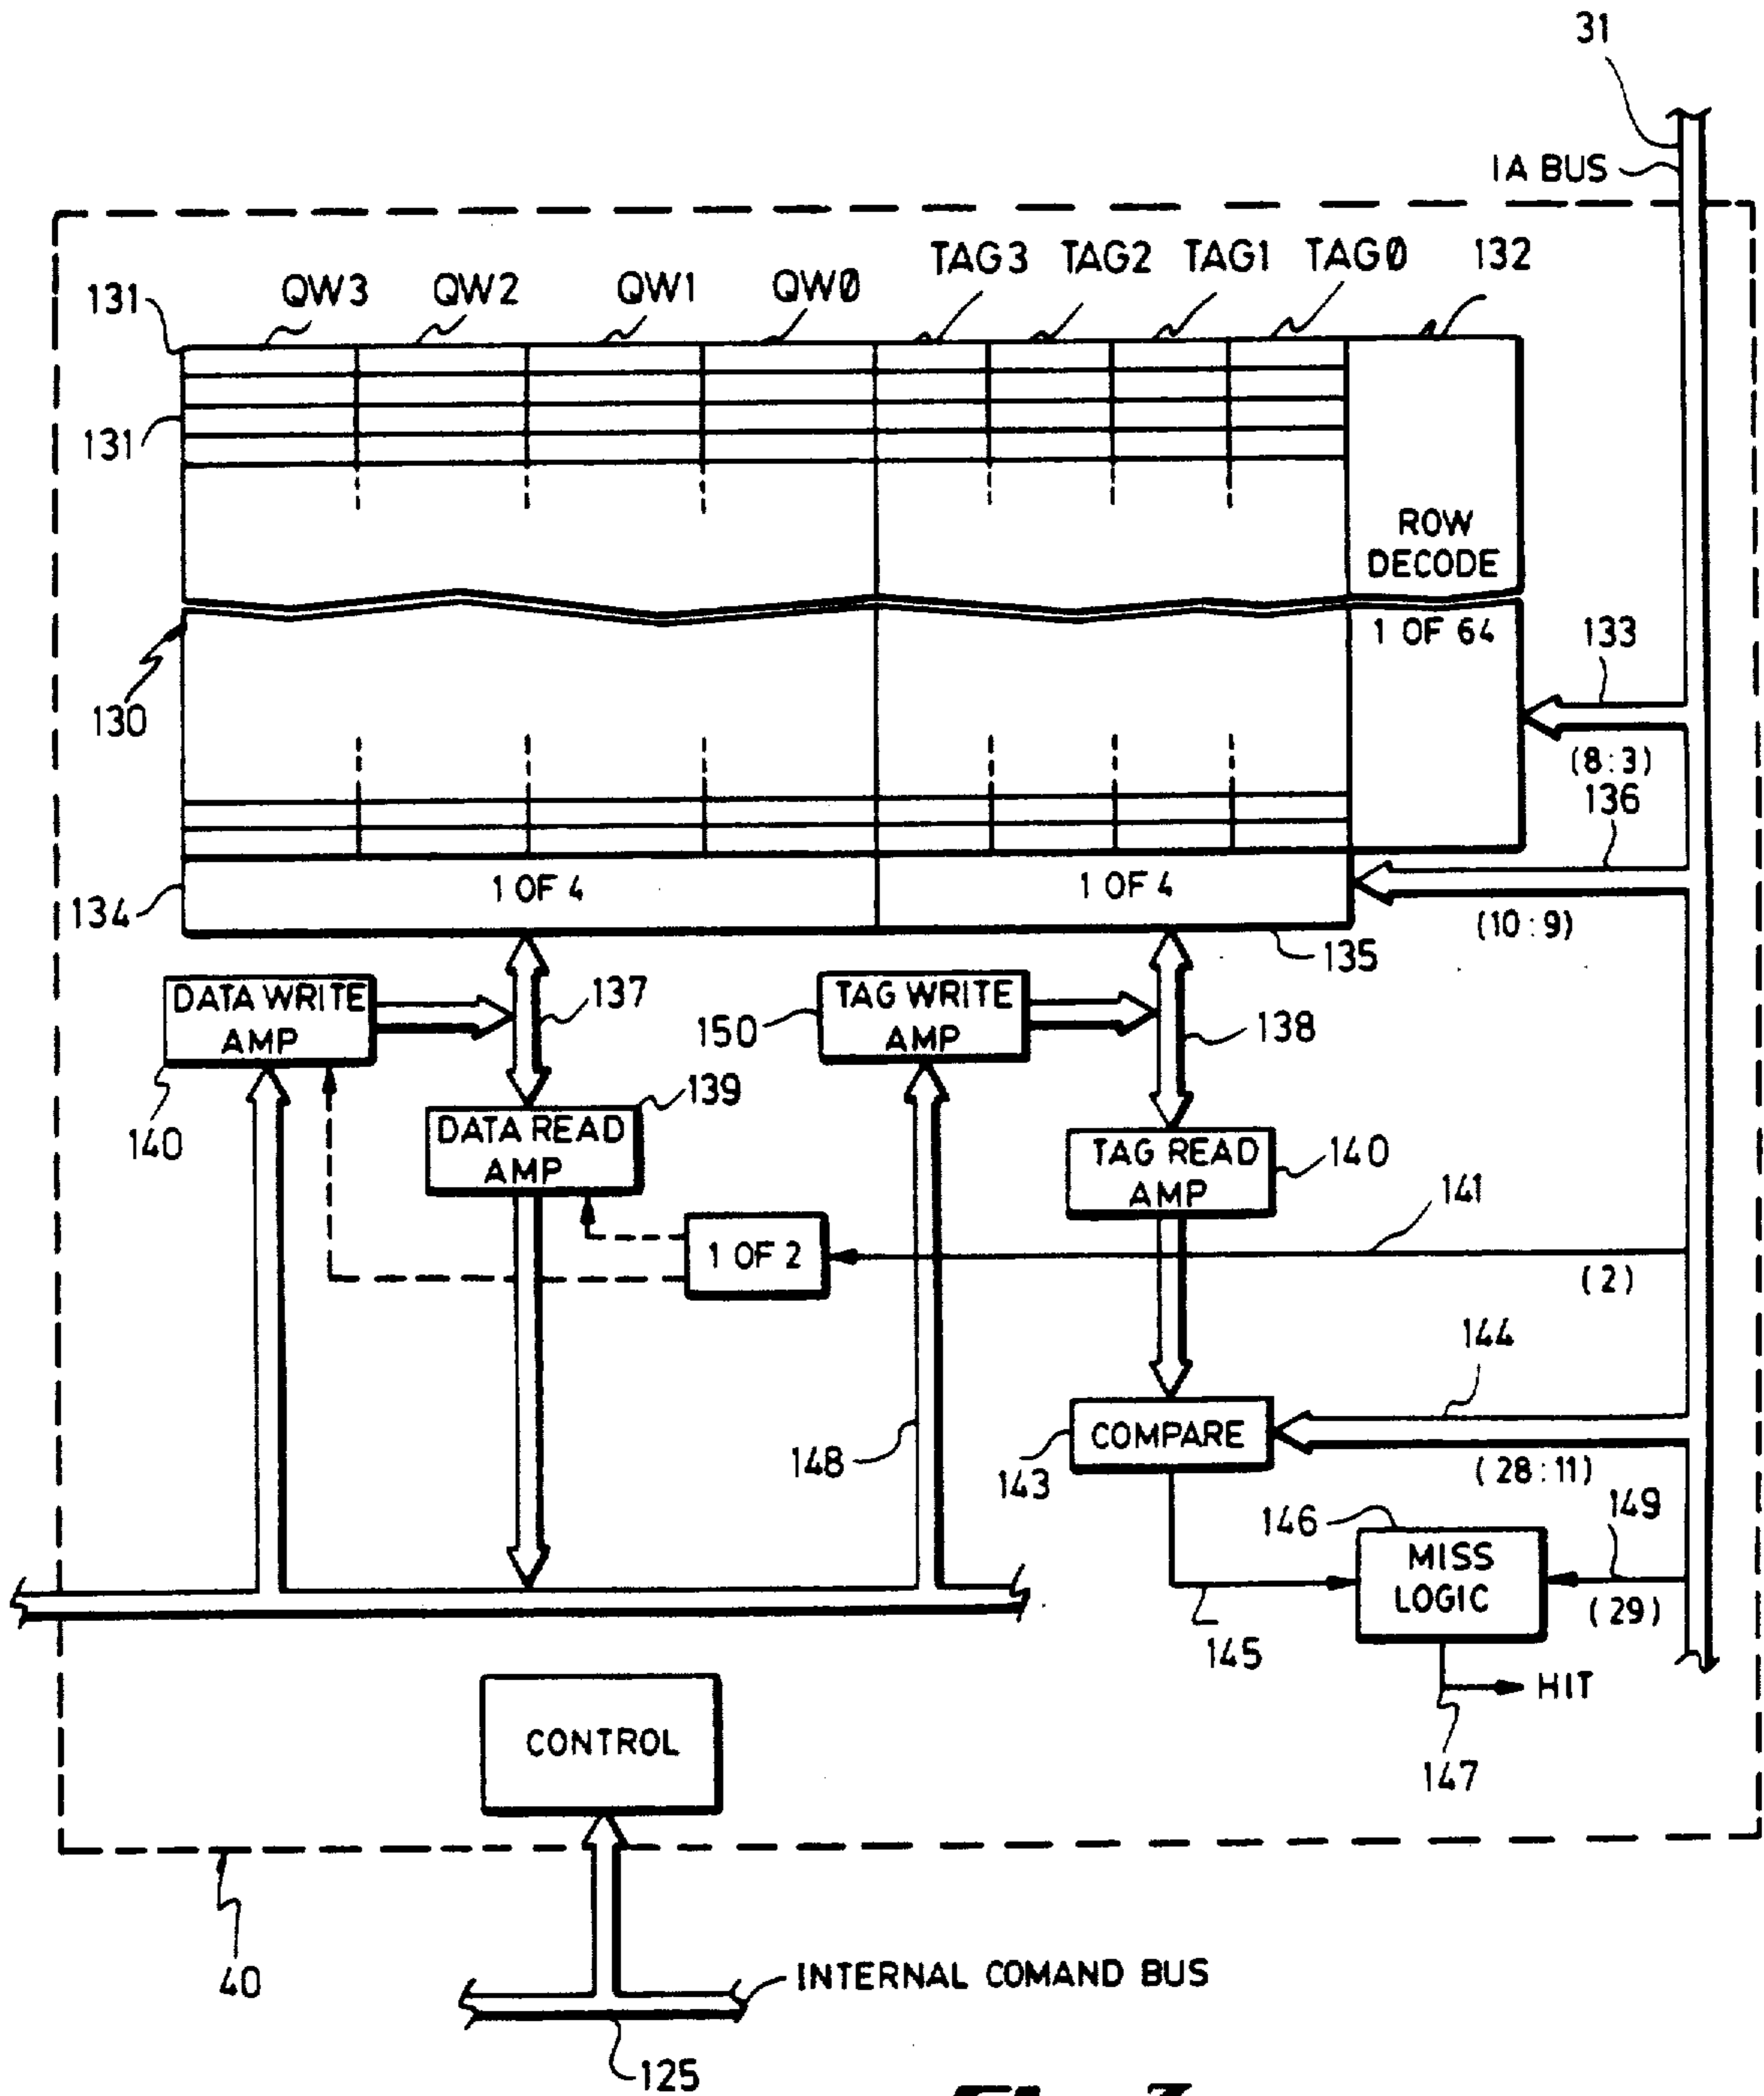 31
IA BUS
QW3 QW2 QW1 QWØ TAG3 TAG2 TAG1 TAGØ 132
131
131
ROW
DECODE
1 OF 64
133
130
(8:3)
136
1 OF 4
1 OF 4
134
(10:9)
135
DATA WRITE
AMP
137
150
TAG WRITE
AMP
138
139
140
DATA READ
AMP
TAG READ
AMP
140
141
1 OF 2
(2)
144
148
COMPARE
143
(28:11)
146
149
MISS
LOGIC
(29)
145
HIT
CONTROL
147
40
INTERNAL COMAND BUS
125